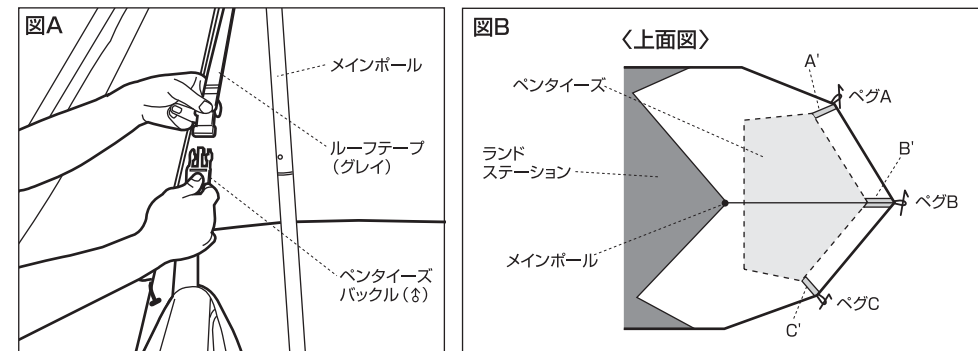 図A
メインポール
ルーフテープ
(グレイ)
ペンタイーズ
バックル(♂)
図B
〈上面図〉
A'
ペンタイーズ
ペグA
B'
ランド
ステーション
ペグB
メインポール
ペグC
C'